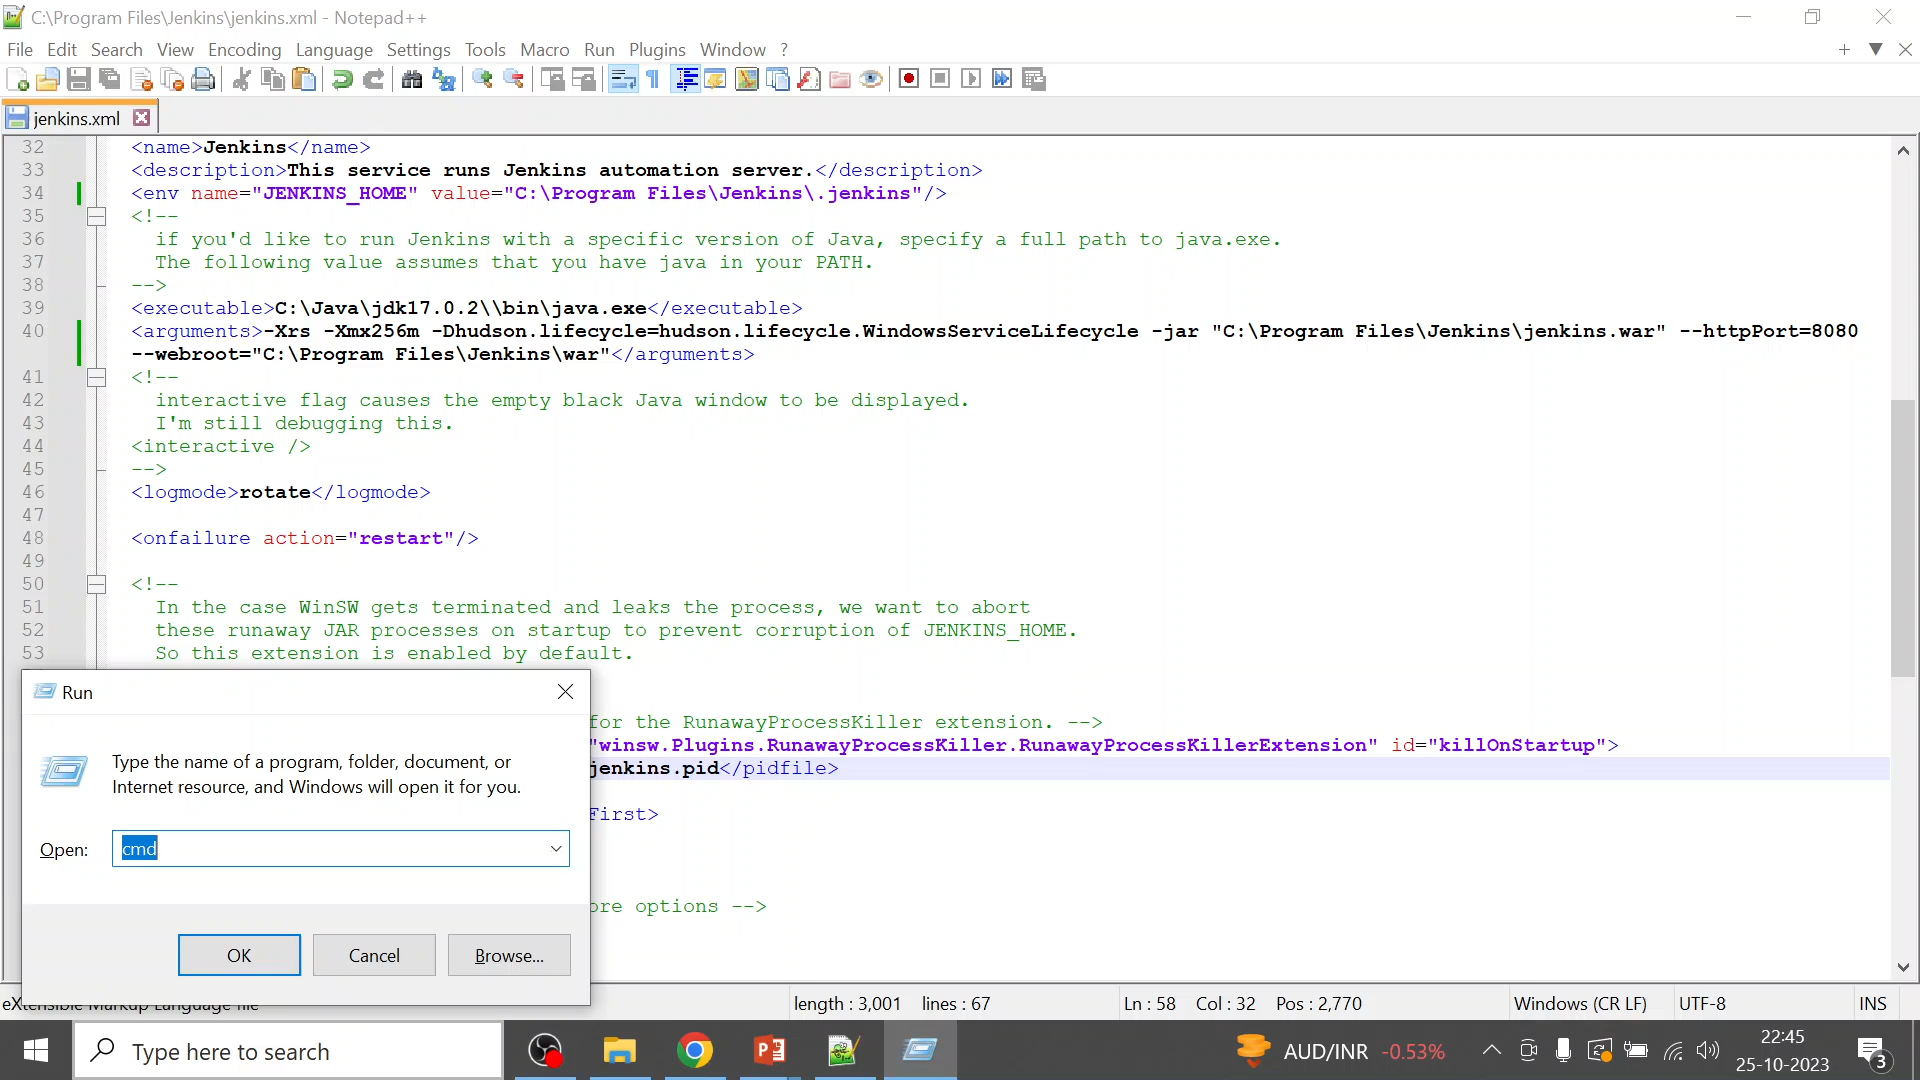 C:\Program Files\Jenkins\jenkins.xml - Notepad++
File Edit Search View Encoding Language Settings Tools Macro Run Plugins Window ?
jenkins.xml
32 <name>Jenkins</name>
33 <description>This service runs Jenkins automation server.</description>
34 <env name="JENKINS_HOME" value="C:\Program Files\Jenkins\.jenkins"/>
35 <!--
36 if you'd like to run Jenkins with a specific version of Java, specify a full path to java.exe.
37 The following value assumes that you have java in your PATH.
38 -->
39 <executable>C:\Java\jdk17.0.2\\bin\java.exe</executable>
40 <arguments>-Xrs -Xmx256m -Dhudson.lifecycle=hudson.lifecycle.WindowsServiceLifecycle -jar "C:\Program Files\Jenkins\jenkins.war" --httpPort=8080
--webroot="C:\Program Files\Jenkins\war"</arguments>
41 <!--
42 interactive flag causes the empty black Java window to be displayed.
43 I'm still debugging this.
44 <interactive />
45 -->
46 <logmode>rotate</logmode>
47
48 <onfailure action="restart"/>
49
50 <!--
51 In the case WinSW gets terminated and leaks the process, we want to abort
52 these runaway JAR processes on startup to prevent corruption of JENKINS_HOME.
53 So this extension is enabled by default.
for the RunawayProcessKiller extension. -->
"winsw.Plugins.RunawayProcessKiller.RunawayProcessKillerExtension" id="killOnStartup">
jenkins.pid</pidfile>
First>
ore options -->
Run
Type the name of a program, folder, document, or
Internet resource, and Windows will open it for you.
Open: cmd
OK Cancel Browse...
eXtensible Markup Language file length : 3,001 lines : 67 Ln : 58 Col : 32 Pos : 2,770 Windows (CR LF) UTF-8 INS
Type here to search
AUD/INR -0.53%
22:45
25-10-2023
3